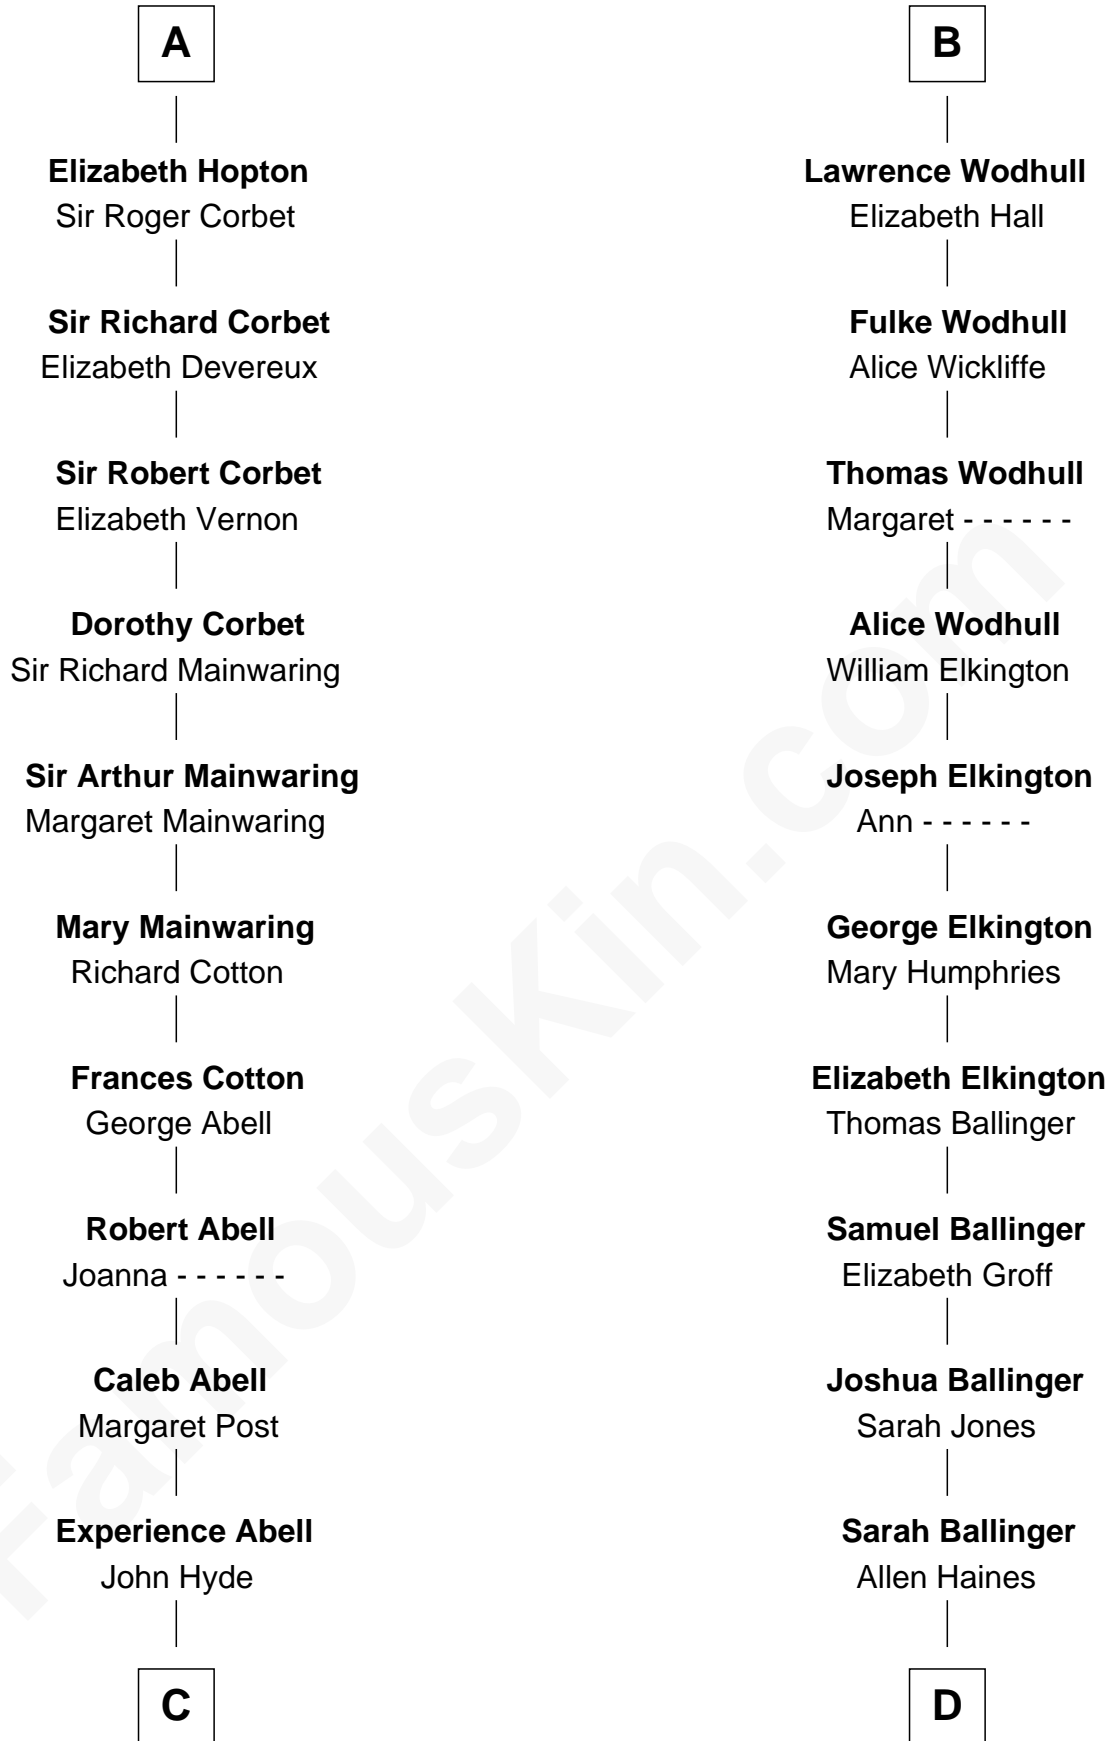 A
Elizabeth Hopton
Sir Roger Corbet
Sir Richard Corbet
Elizabeth Devereux
Sir Robert Corbet
Elizabeth Vernon
Dorothy Corbet
Sir Richard Mainwaring
Sir Arthur Mainwaring
Margaret Mainwaring
Mary Mainwaring
Richard Cotton
Frances Cotton
George Abell
Robert Abell
Joanna - - - - - -
Caleb Abell
Margaret Post
Experience Abell
John Hyde
C
B
Lawrence Wodhull
Elizabeth Hall
Fulke Wodhull
Alice Wickliffe
Thomas Wodhull
Margaret - - - - - -
Alice Wodhull
William Elkington
Joseph Elkington
Ann - - - - - -
George Elkington
Mary Humphries
Elizabeth Elkington
Thomas Ballinger
Samuel Ballinger
Elizabeth Groff
Joshua Ballinger
Sarah Jones
Sarah Ballinger
Allen Haines
D
FamousKin.com